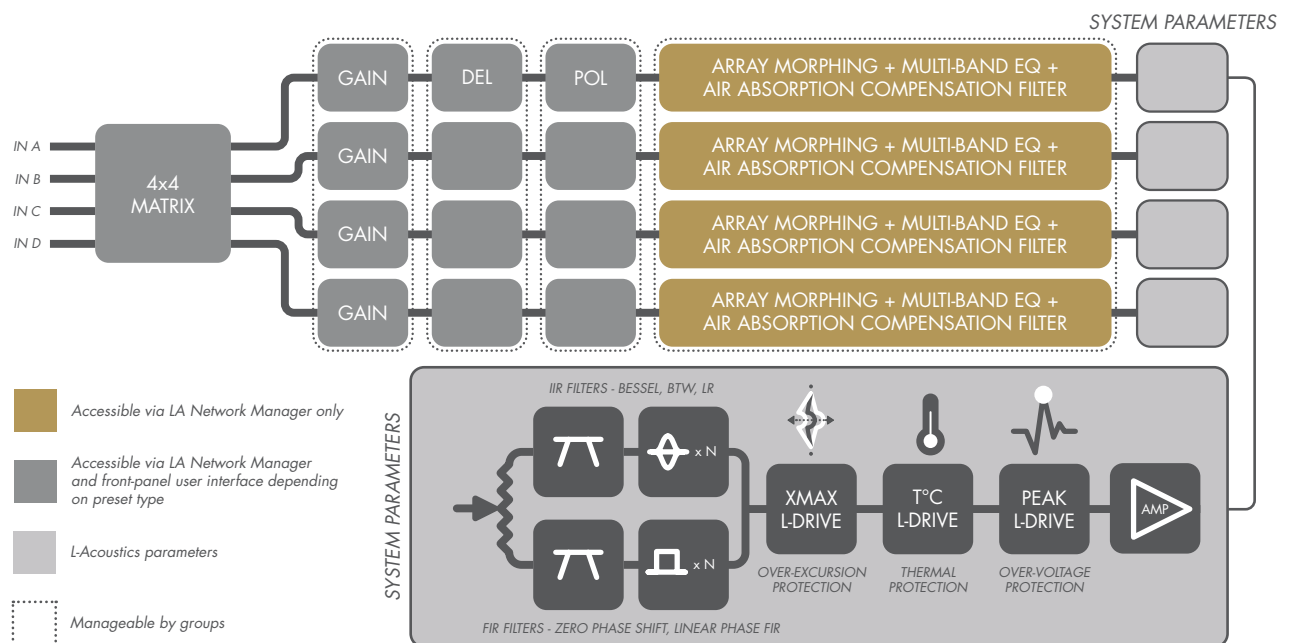 SYSTEM PARAMETERS
GAIN
DEL
POL
ARRAY MORPHING + MULTI-BAND EQ +
AIR ABSORPTION COMPENSATION FILTER
IN A
IN B
IN C
IN D
4x4
MATRIX
GAIN
ARRAY MORPHING + MULTI-BAND EQ +
AIR ABSORPTION COMPENSATION FILTER
GAIN
ARRAY MORPHING + MULTI-BAND EQ +
AIR ABSORPTION COMPENSATION FILTER
GAIN
ARRAY MORPHING + MULTI-BAND EQ +
AIR ABSORPTION COMPENSATION FILTER
Accessible via LA Network Manager only
Accessible via LA Network Manager
and front-panel user interface depending
on preset type
L-Acoustics parameters
Manageable by groups
SYSTEM PARAMETERS
IIR FILTERS - BESSEL, BTW, LR
x N
x N
FIR FILTERS - ZERO PHASE SHIFT, LINEAR PHASE FIR
XMAX
L-DRIVE
OVER-EXCURSION
PROTECTION
T°C
L-DRIVE
THERMAL
PROTECTION
PEAK
L-DRIVE
OVER-VOLTAGE
PROTECTION
AMP